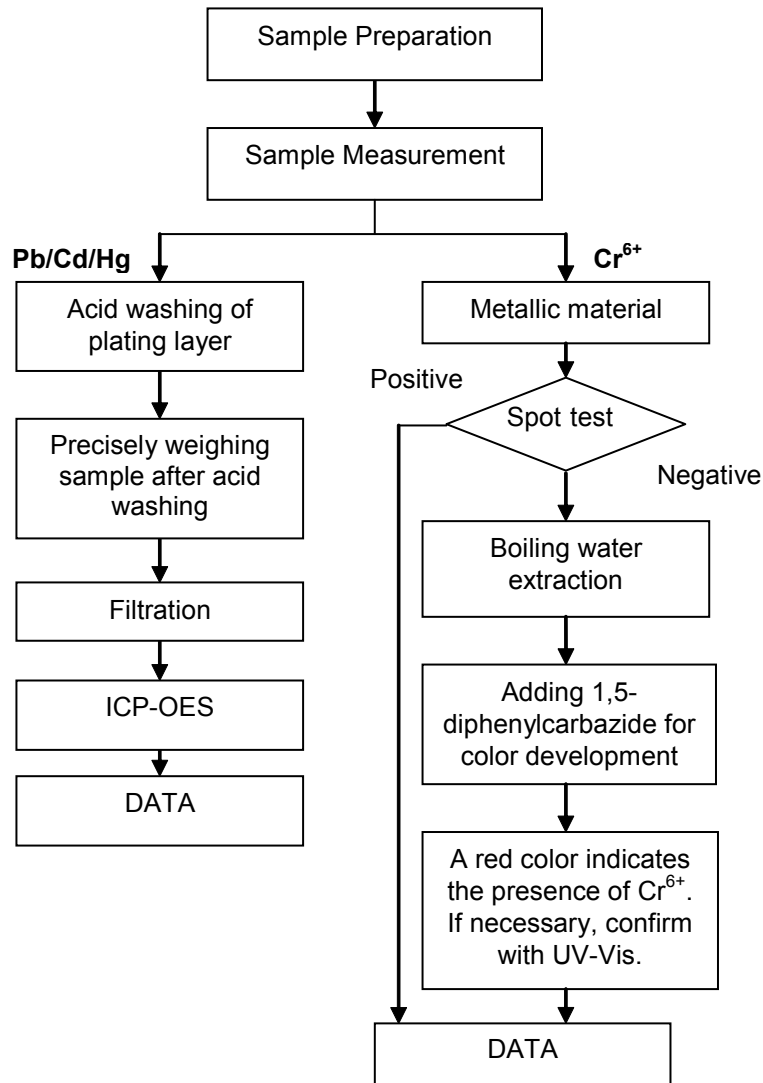 Sample Preparation
Sample Measurement
Pb/Cd/Hg
Acid washing of
plating layer
Precisely weighing
sample after acid
washing
Filtration
ICP-OES
DATA
Cr⁶⁺
Metallic material
Positive
Spot test
Negative
Boiling water
extraction
Adding 1,5-
diphenylcarbazide for
color development
A red color indicates
the presence of Cr⁶⁺.
If necessary, confirm
with UV-Vis.
DATA